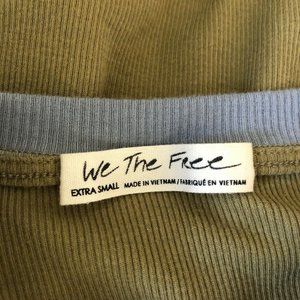 We The Free
EXTRA SMALL MADE IN VIETNAM / FABRIQUÉ EN VIETNAM